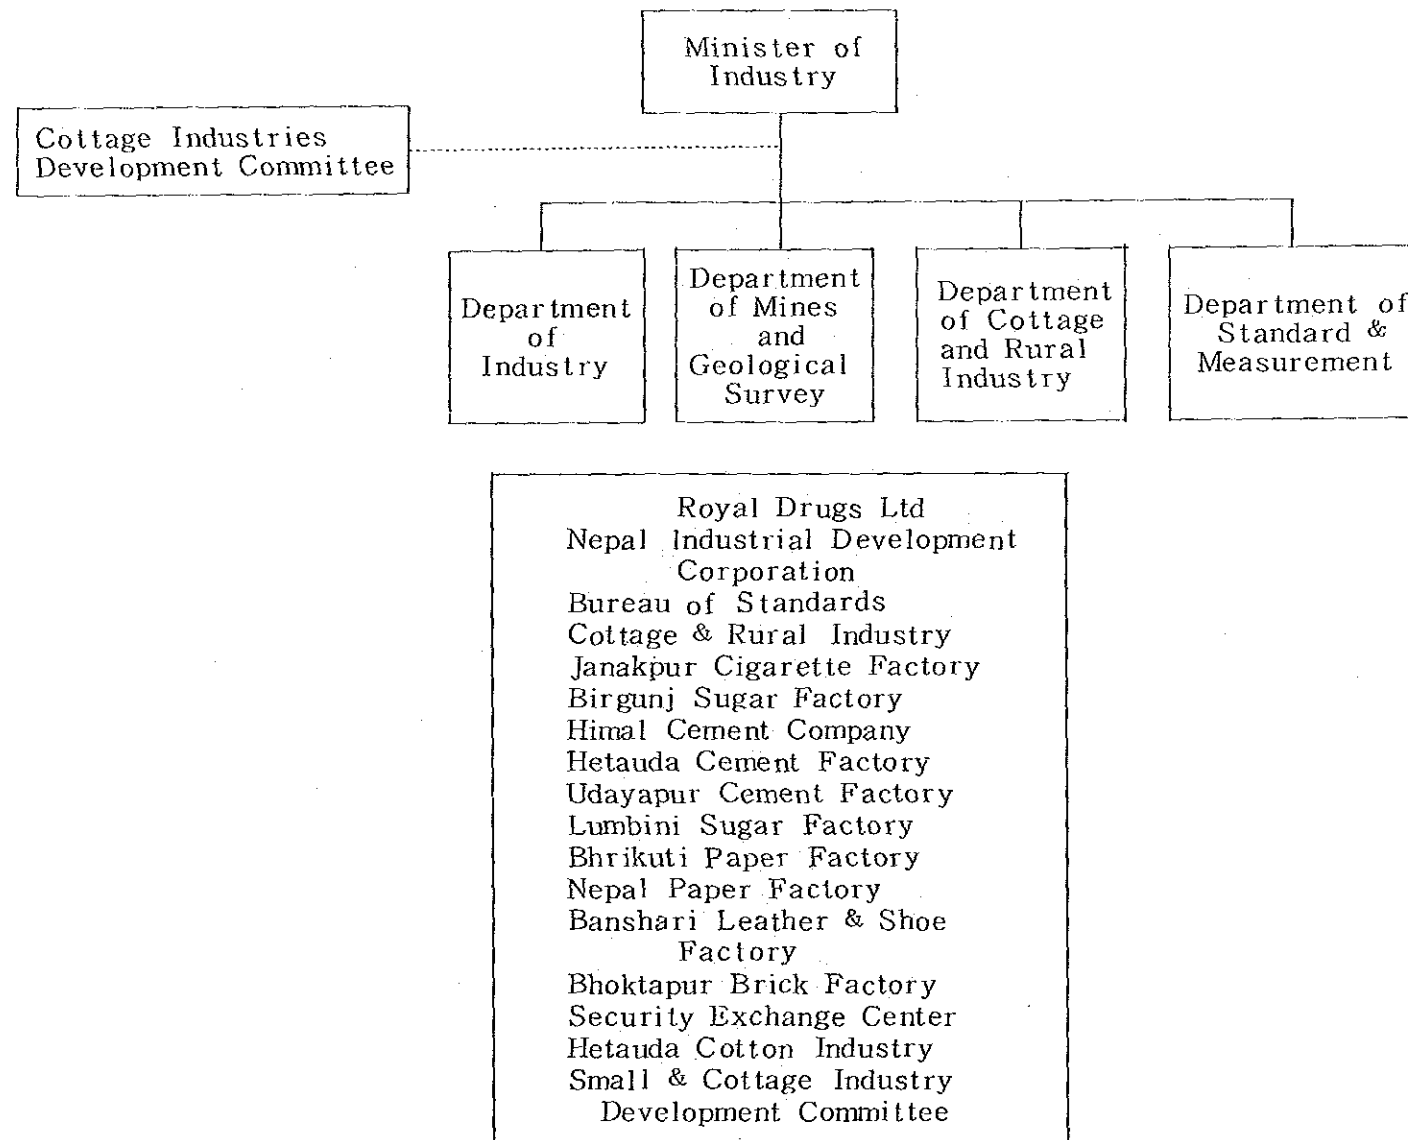 Minister of
Industry
Cottage Industries
Development Committee
Department
of
Industry
Department
of Mines
and
Geological
Survey
Department
of Cottage
and Rural
Industry
Department of
Standard &
Measurement
Royal Drugs Ltd
Nepal Industrial Development
Corporation
Bureau of Standards
Cottage & Rural Industry
Janakpur Cigarette Factory
Birgunj Sugar Factory
Himal Cement Company
Hetauda Cement Factory
Udayapur Cement Factory
Lumbini Sugar Factory
Bhrikuti Paper Factory
Nepal Paper Factory
Banshari Leather & Shoe
Factory
Bhoktapur Brick Factory
Security Exchange Center
Hetauda Cotton Industry
Small & Cottage Industry
Development Committee